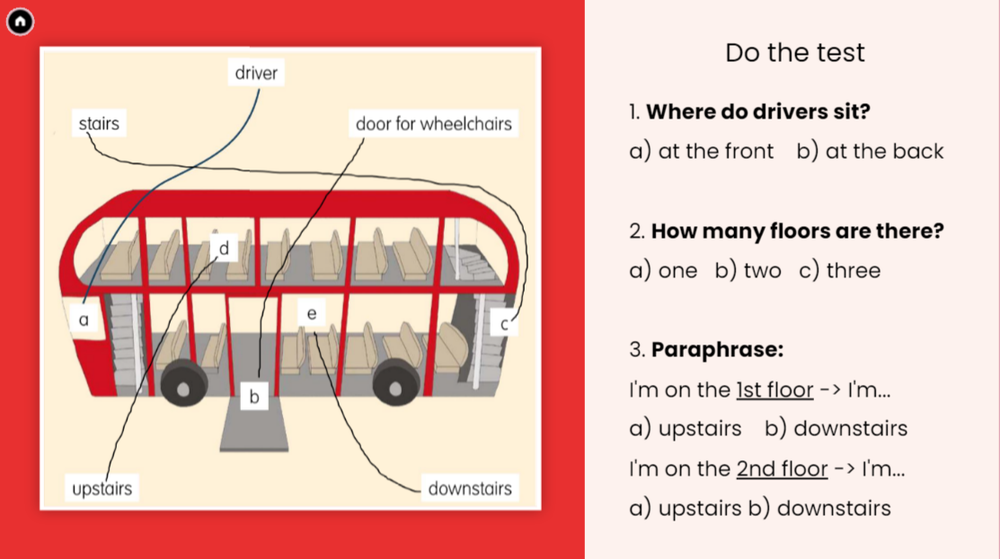 driver
stairs
door for wheelchairs
d
a
e
c
b
upstairs
downstairs
Do the test
1. Where do drivers sit?
a) at the front b) at the back
2. How many floors are there?
a) one b) two c) three
3. Paraphrase:
I'm on the 1st floor -> I'm...
a) upstairs b) downstairs
I'm on the 2nd floor -> I'm...
a) upstairs b) downstairs